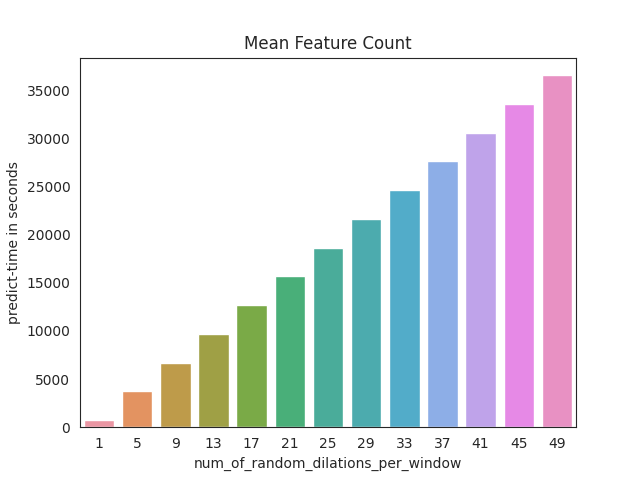 Mean Feature Count
predict-time in seconds
35000
30000
25000
20000
15000
10000
5000
0
1 5 9 13 17 21 25 29 33 37 41 45 49
num_of_random_dilations_per_window